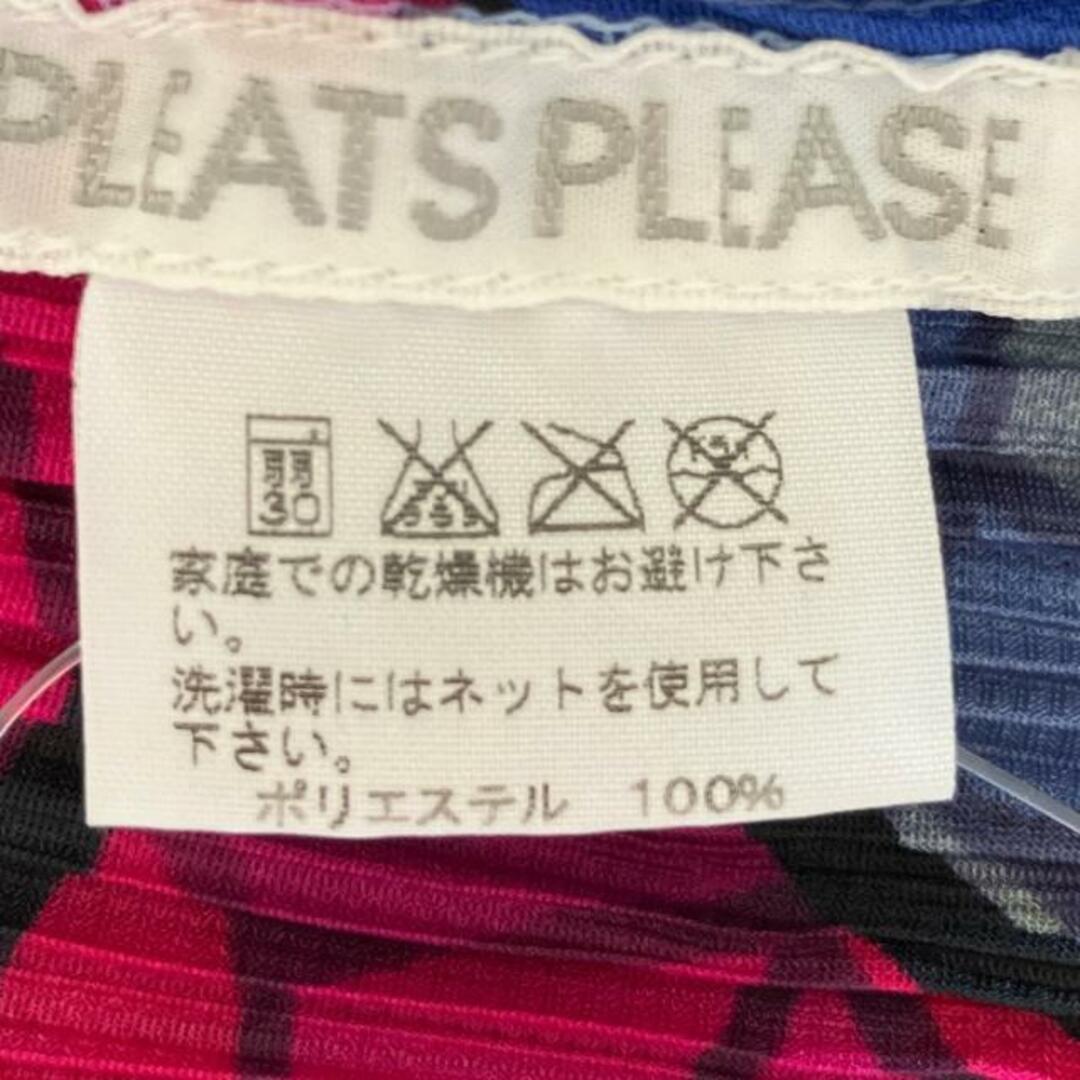 PLEATS PLEASE
弱 30
家庭での乾燥機はお避け下さ
い。
洗濯時にはネットを使用して
下さい。
ポリエステル 100%